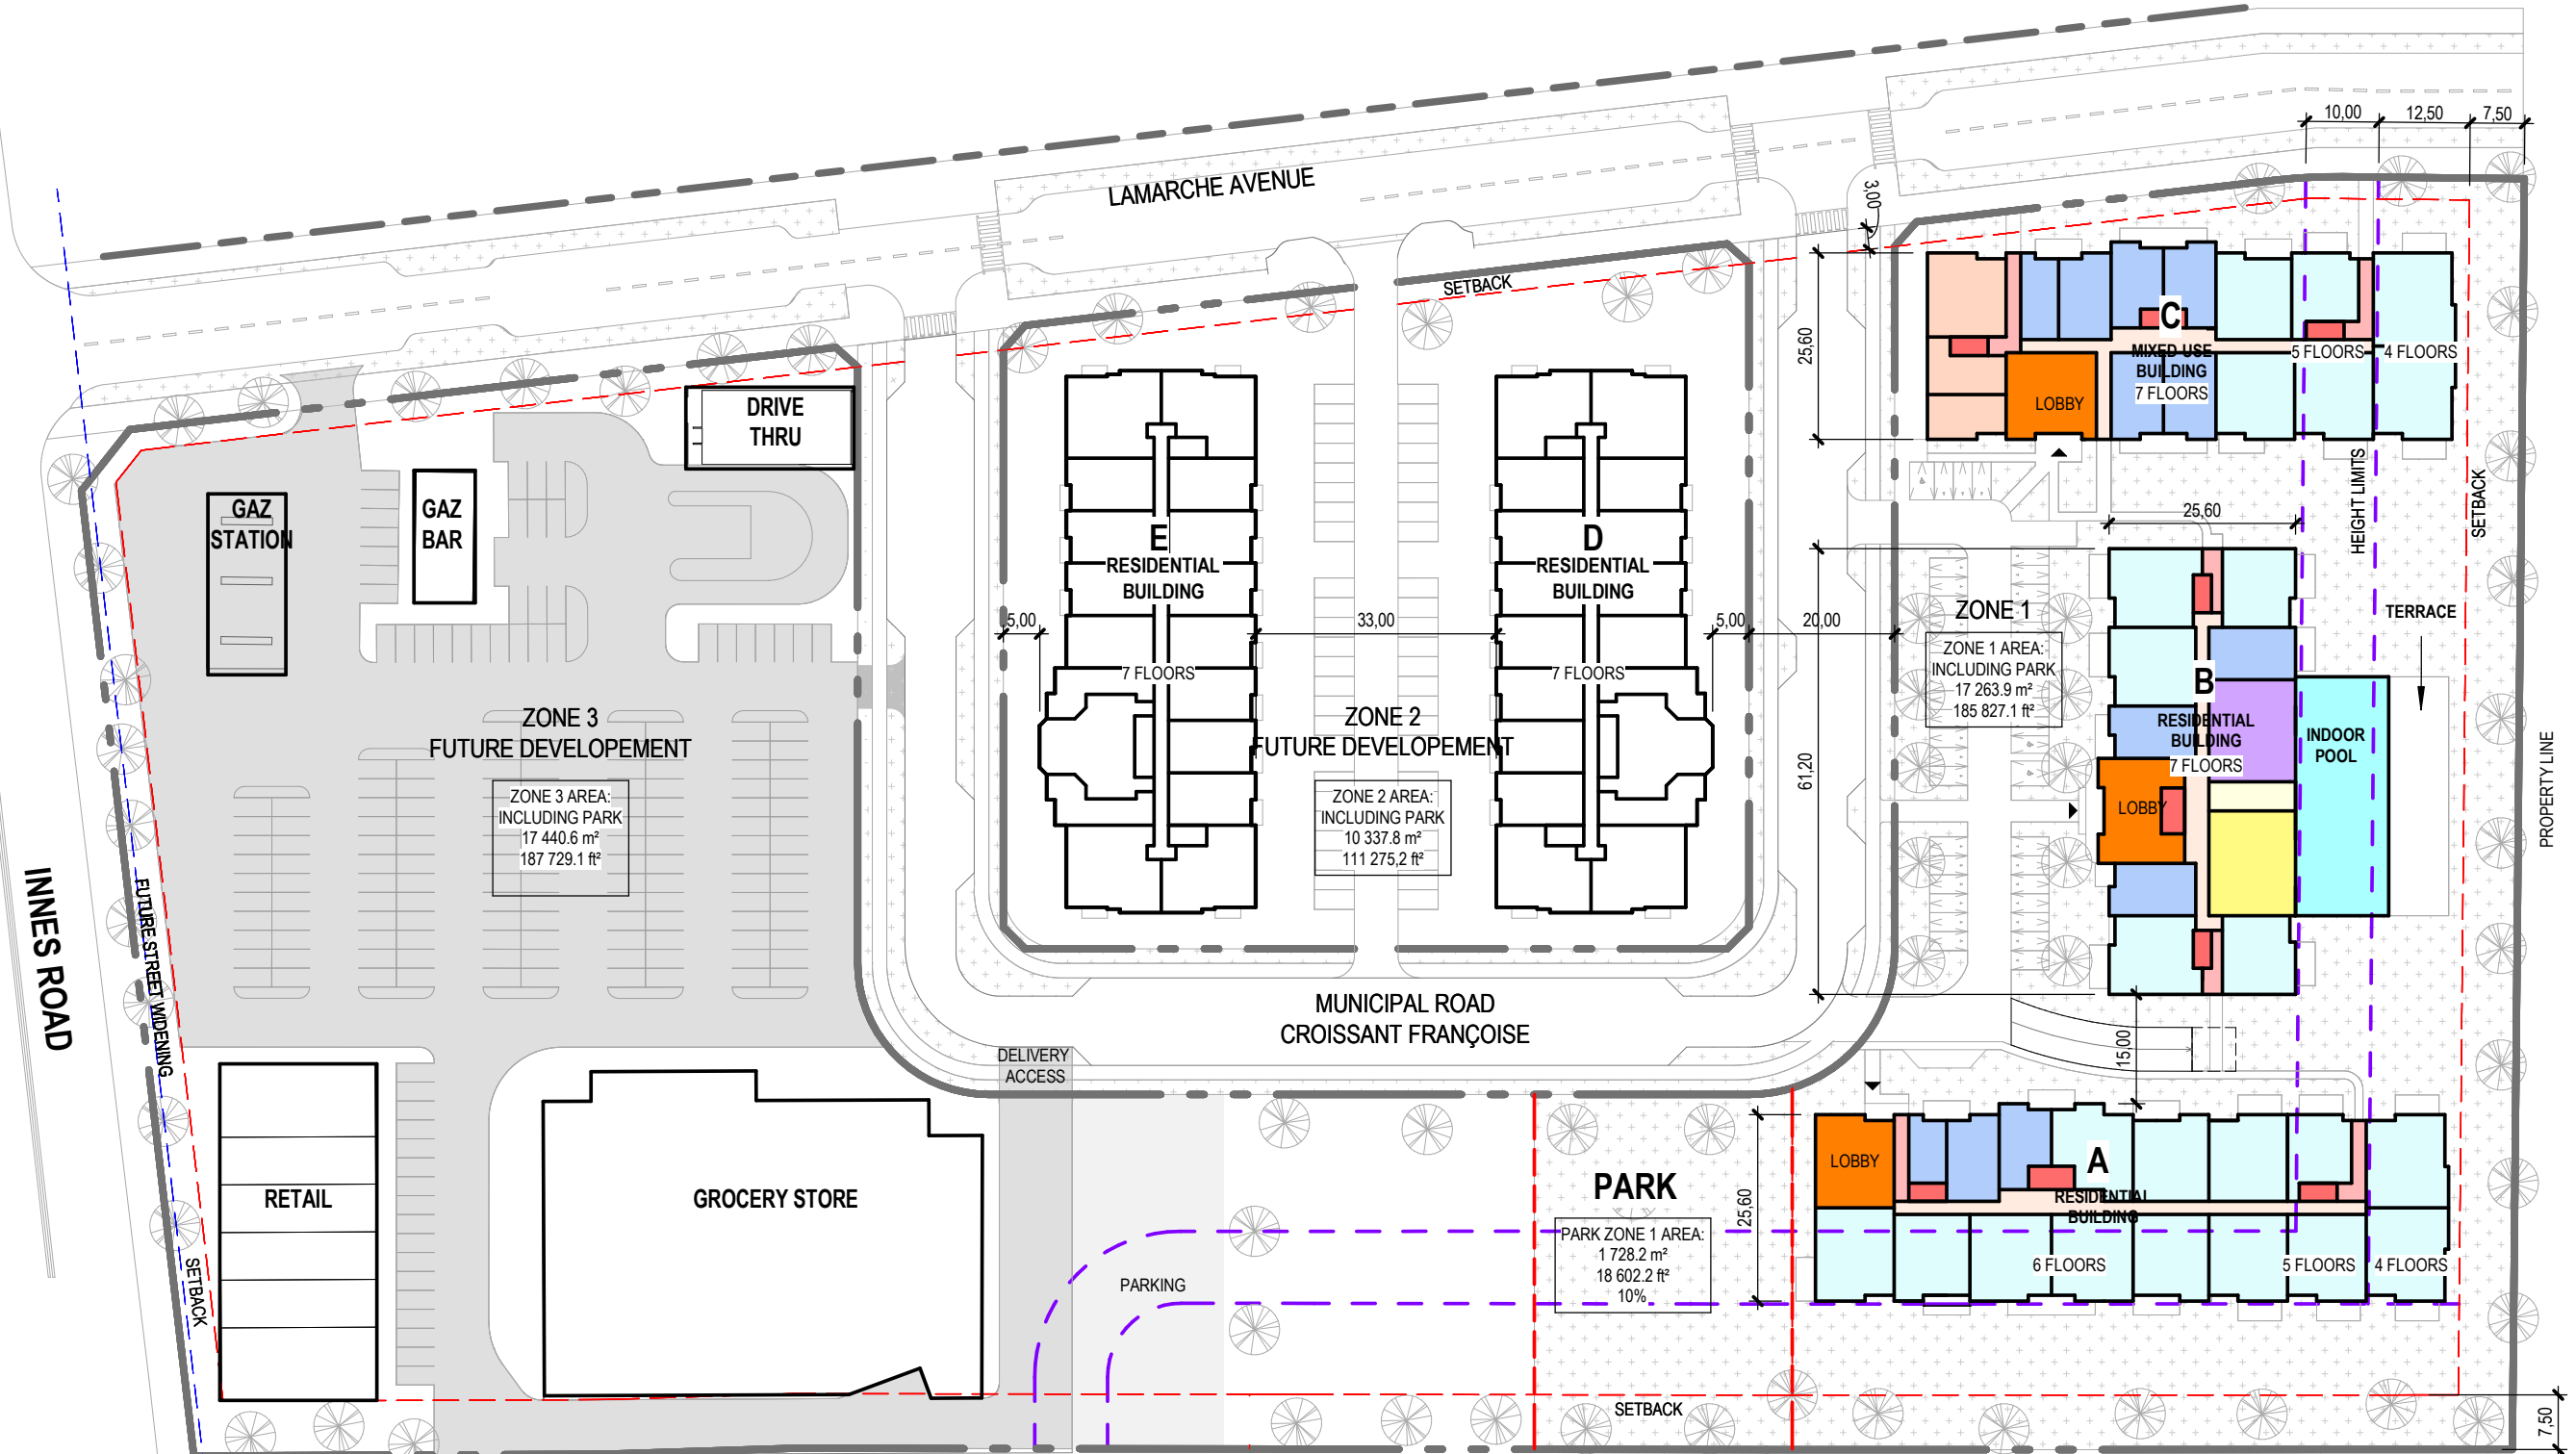 LAMARCHE AVENUE
10,00
12,50
7,50
3,00
SETBACK
25,60
C
MIXED USE
BUILDING
7 FLOORS
5 FLOORS
4 FLOORS
LOBBY
DRIVE
THRU
GAZ
STATION
GAZ
BAR
HEIGHT LIMITS
SETBACK
25,60
E
RESIDENTIAL
BUILDING
D
RESIDENTIAL
BUILDING
5,00
33,00
5,00
20,00
7 FLOORS
7 FLOORS
ZONE 1
ZONE 1 AREA:
INCLUDING PARK
17 263.9 m²
185 827.1 ft²
TERRACE
B
RESIDENTIAL
BUILDING
7 FLOORS
LOBBY
INDOOR
POOL
PROPERTY LINE
61,20
ZONE 3
FUTURE DEVELOPEMENT
ZONE 3 AREA:
INCLUDING PARK
17 440.6 m²
187 729.1 ft²
ZONE 2
FUTURE DEVELOPEMENT
ZONE 2 AREA:
INCLUDING PARK
10 337.8 m²
111 275,2 ft²
INNES ROAD
FUTURE STREET WIDENING
SETBACK
MUNICIPAL ROAD
CROISSANT FRANÇOISE
DELIVERY
ACCESS
15,00
RETAIL
GROCERY STORE
PARKING
PARK
PARK ZONE 1 AREA:
1 728.2 m²
18 602.2 ft²
10%
25,60
LOBBY
A
RESIDENTIAL
BUILDING
6 FLOORS
5 FLOORS
4 FLOORS
SETBACK
7,50